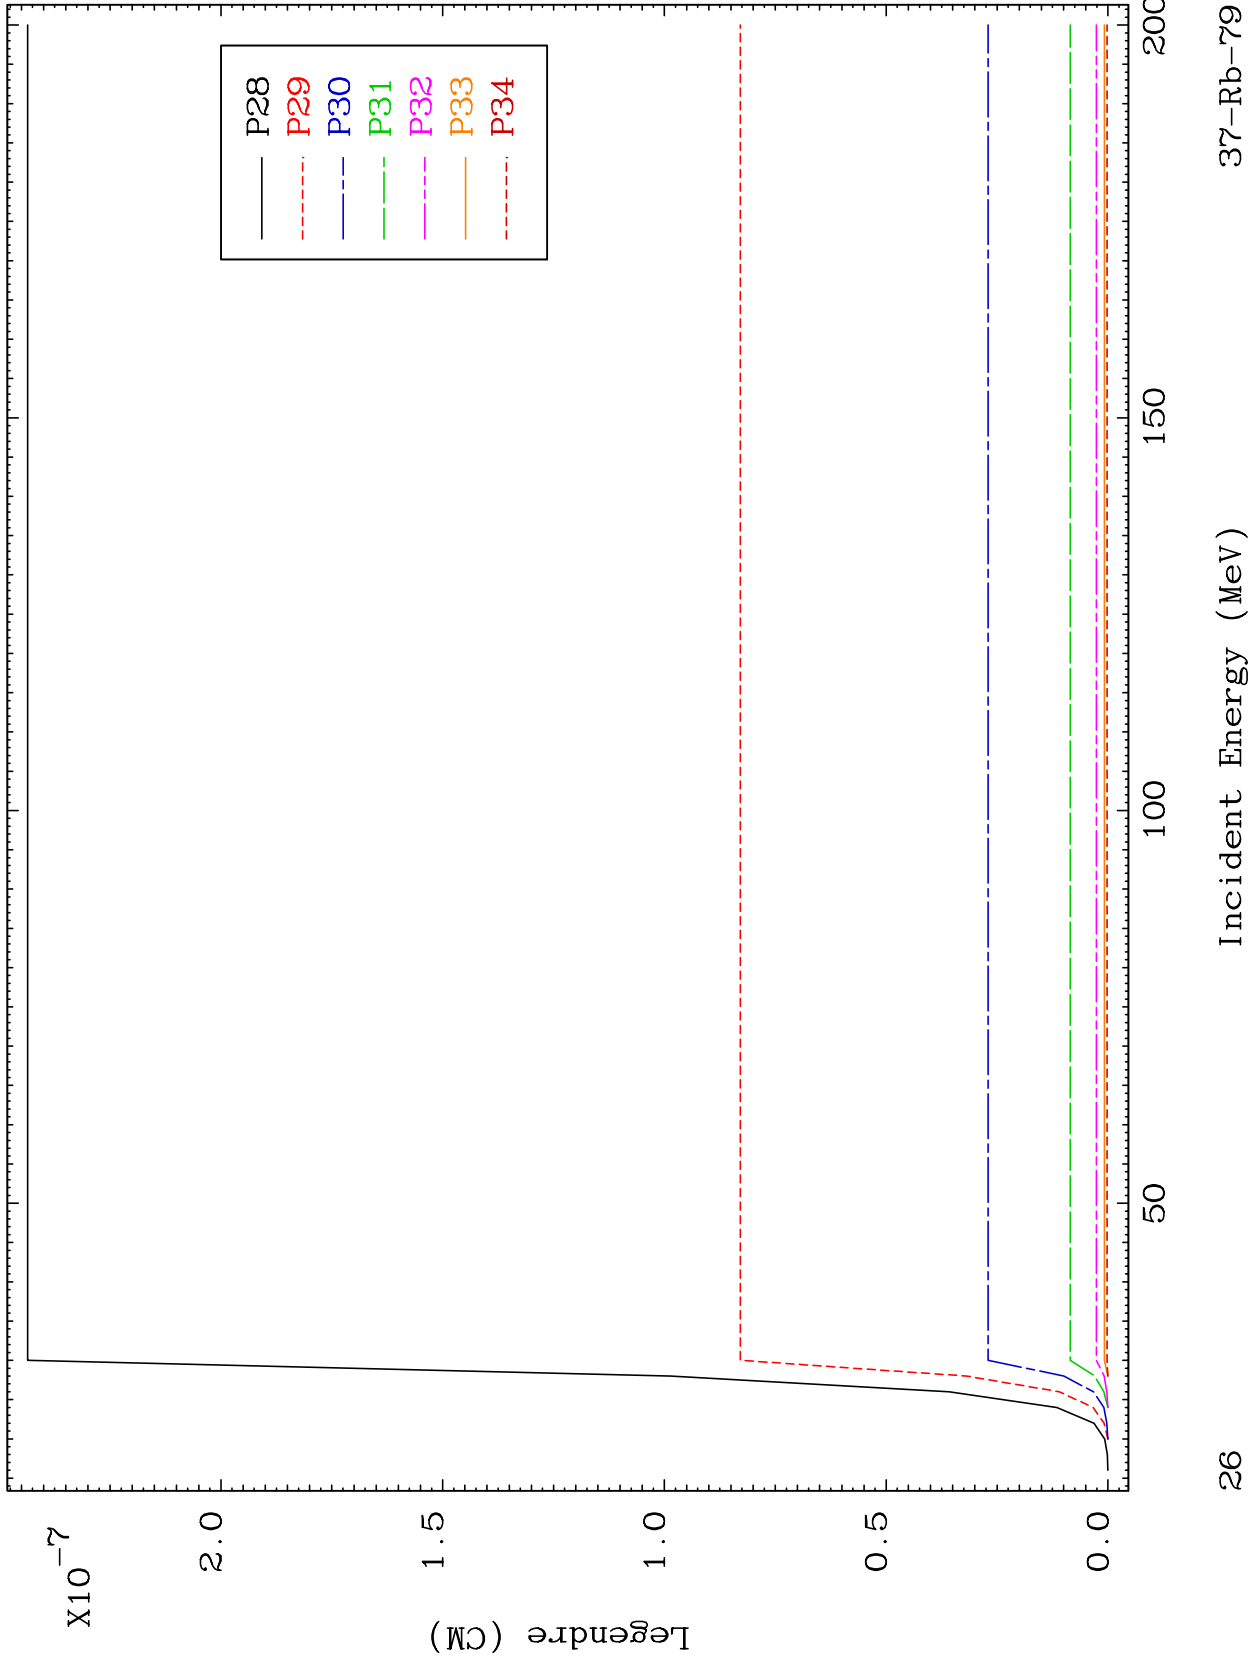 X10-7
2.0
1.5
1.0
0.5
0.0
Legendre (CM)
P28
P29
P30
P31
P32
P33
P34
50
100
150
200
Incident Energy (MeV)
26
37-Rb-79